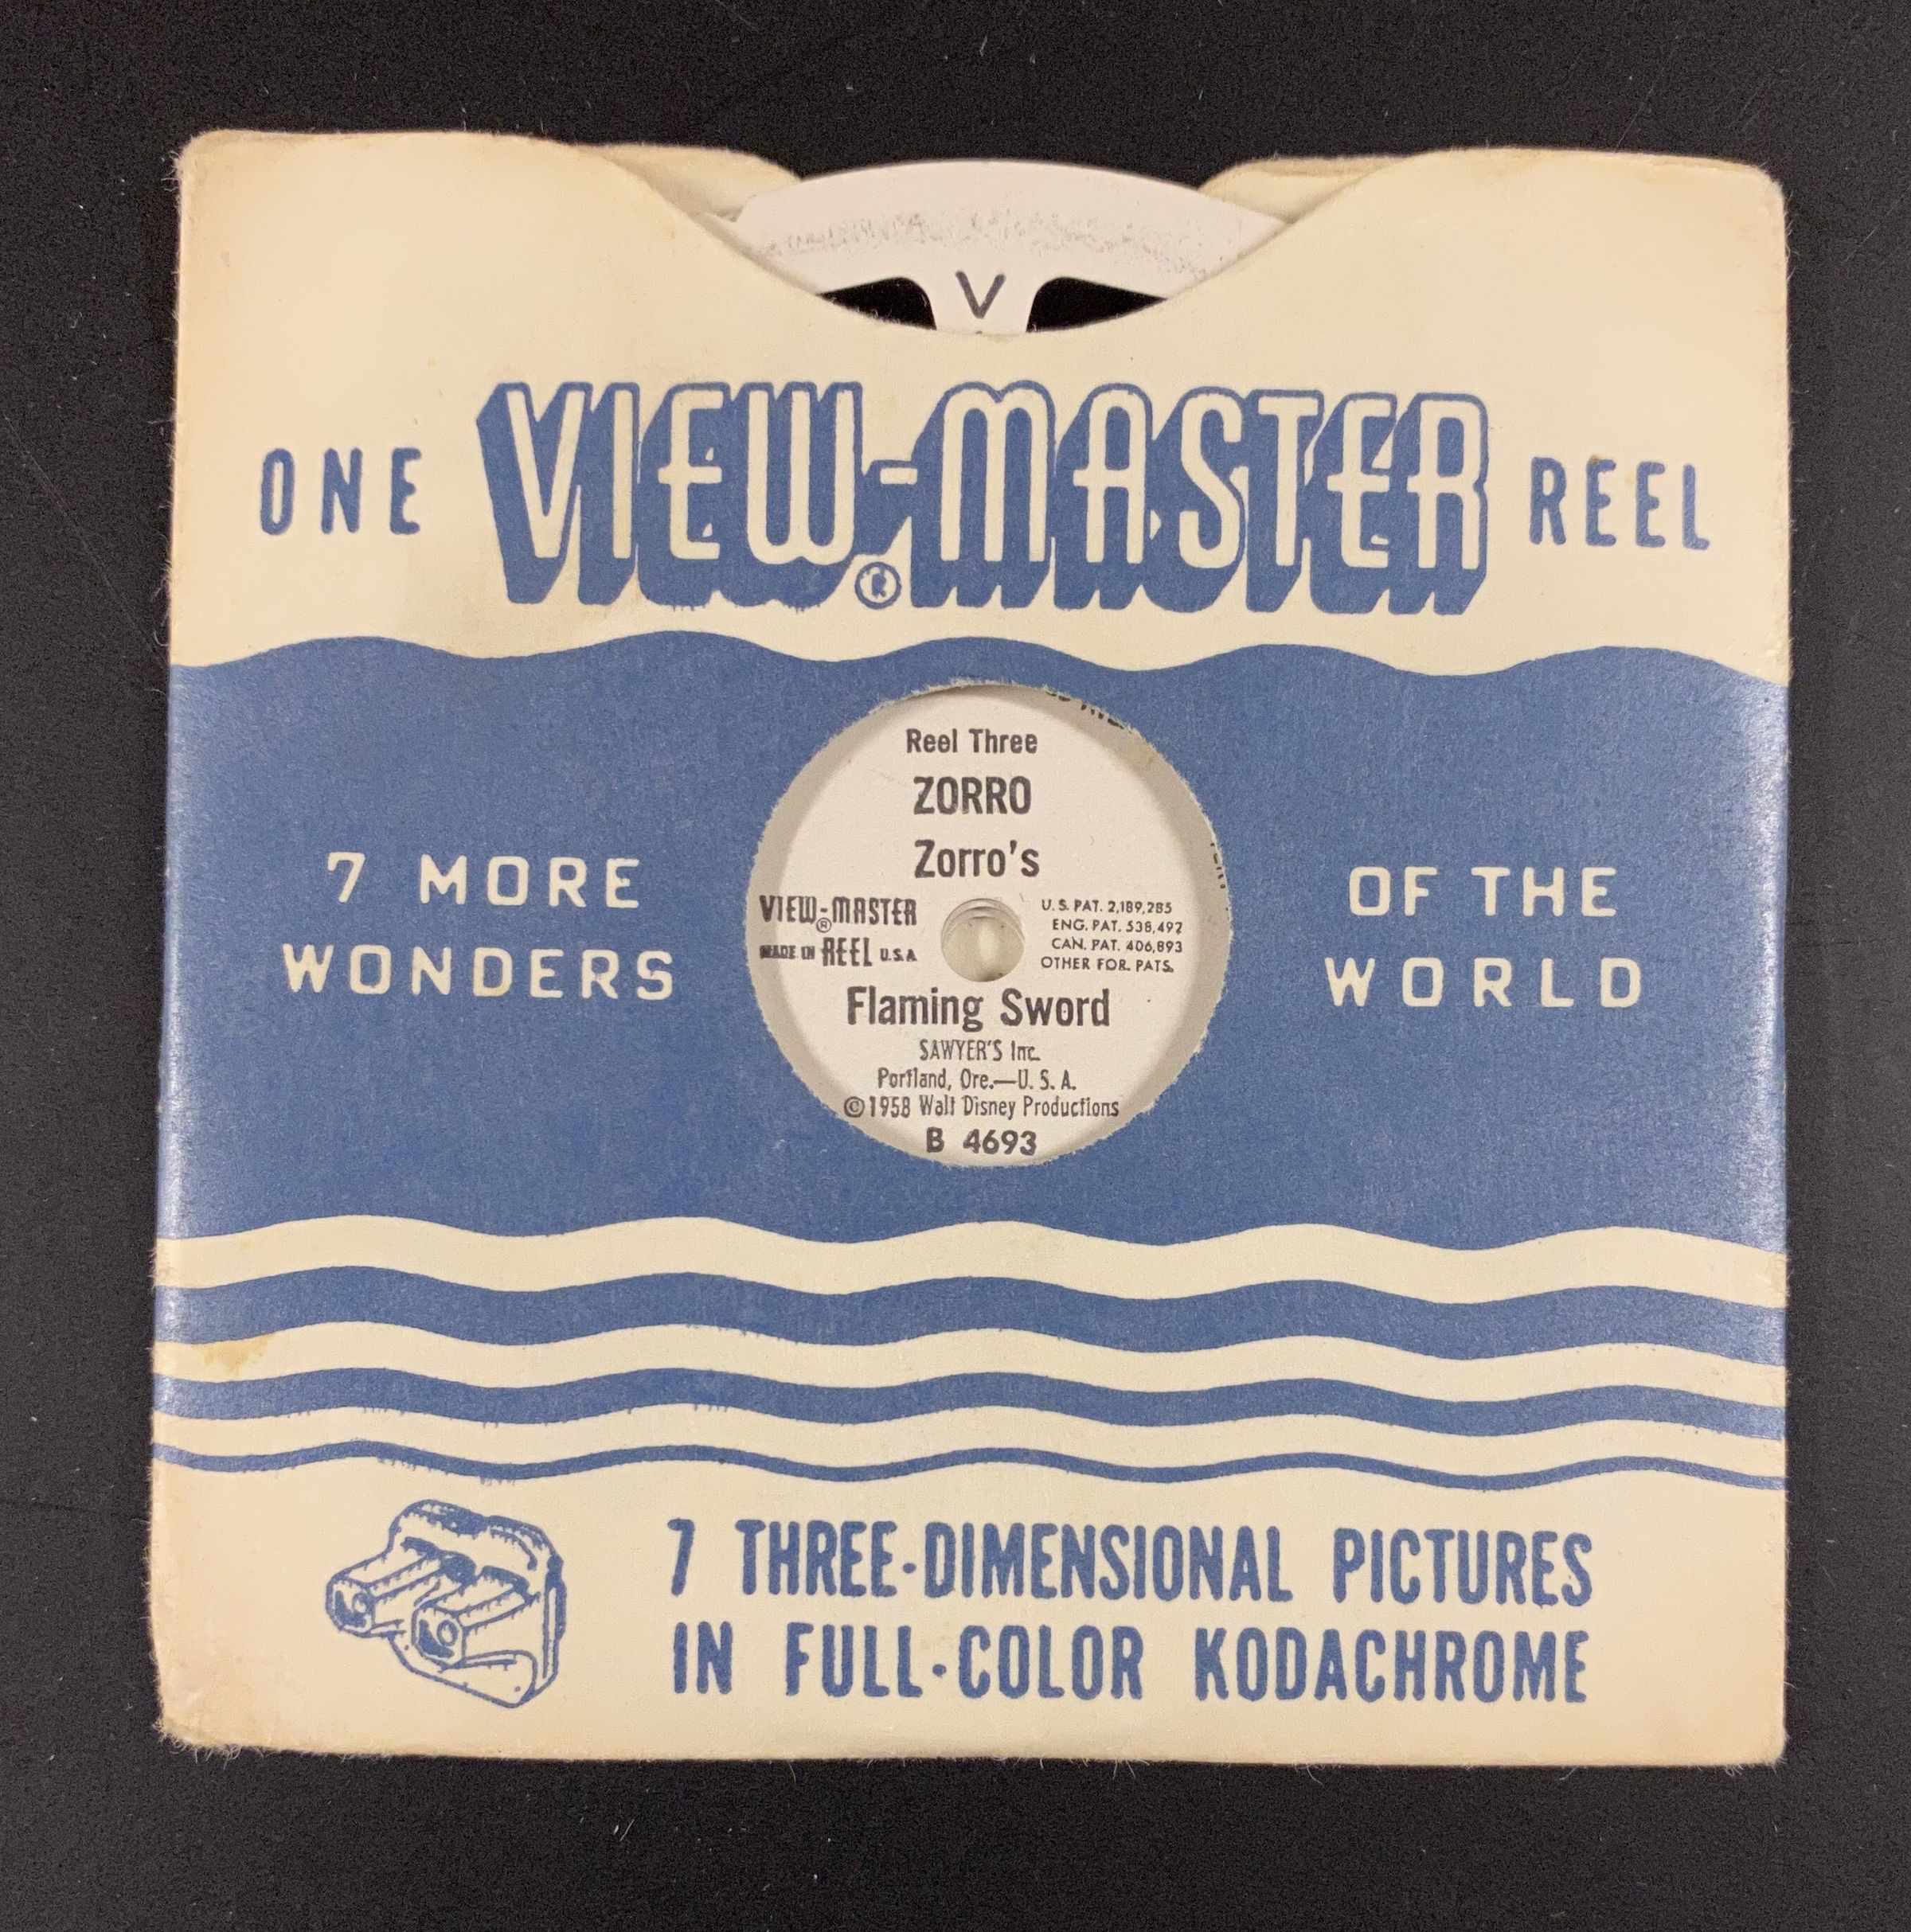 V
ONE VIEW-MASTER® REEL
7 MORE
WONDERS
OF THE
WORLD
Reel Three
ZORRO
Zorro's
VIEW-MASTER®
MADE IN REEL U.S.A.
U.S. PAT. 2,189,285
ENG. PAT. 538,492
CAN. PAT. 406,893
OTHER FOR. PATS.
Flaming Sword
SAWYER'S Inc.
Portland, Ore.—U. S. A.
©1958 Walt Disney Productions
B 4693
7 THREE-DIMENSIONAL PICTURES
IN FULL-COLOR KODACHROME